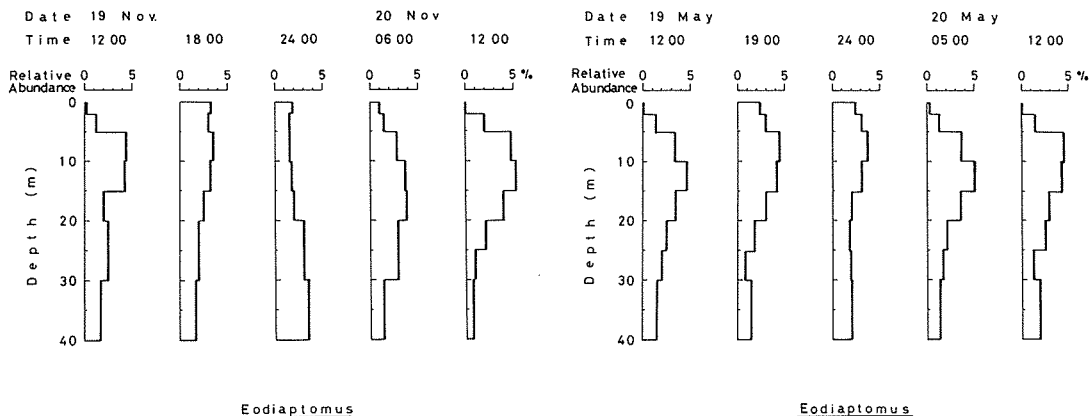 Date 19 Nov. 20 Nov
Time 12 00 18 00 24 00 06 00 12 00
Relative Abundance 0 5 0 5 0 5 0 5 0 5 %
0
10
20
30
40
Depth (m)
Eodiaptomus
Date 19 May 20 May
Time 12 00 19 00 24 00 05 00 12 00
Relative Abundance 0 5 0 5 0 5 0 5 0 5 %
0
10
20
30
40
Depth (m)
Eodiaptomus